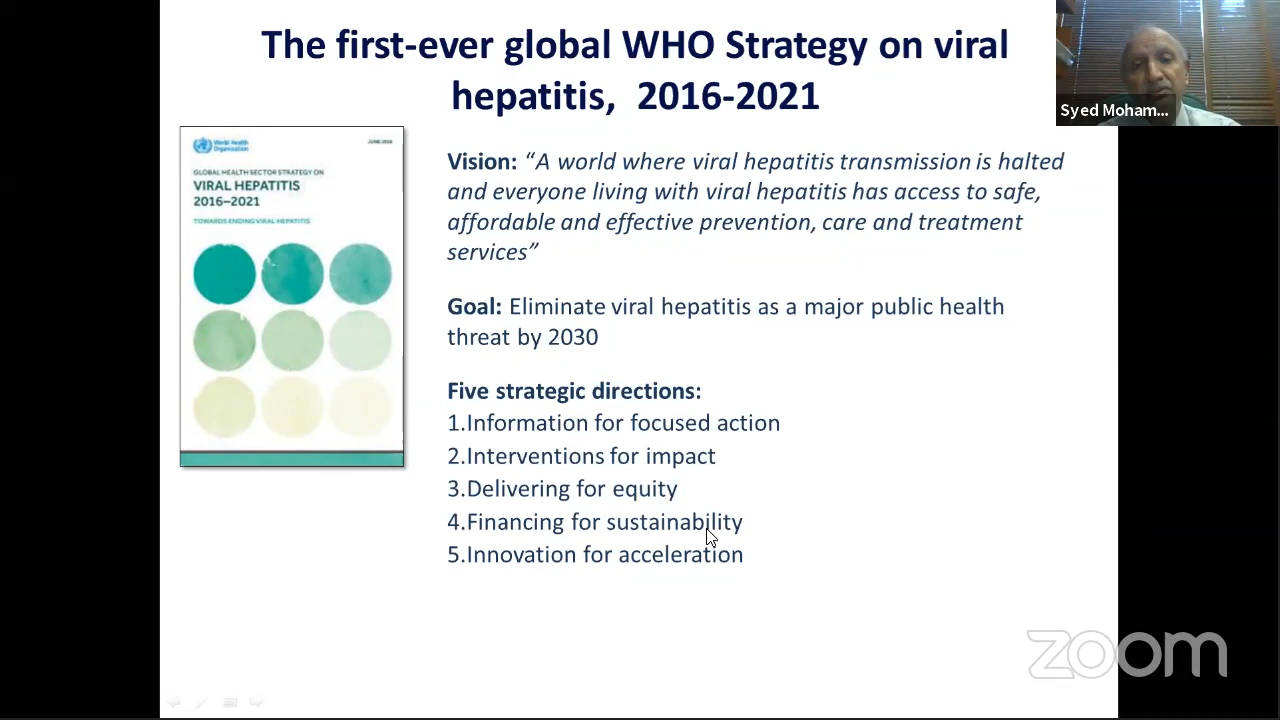 The first-ever global WHO Strategy on viral
hepatitis, 2016-2021
Syed Moham...
World Health
Organization
JUNE 2016
GLOBAL HEALTH SECTOR STRATEGY ON
VIRAL HEPATITIS
2016–2021
TOWARDS ENDING VIRAL HEPATITIS
Vision: “A world where viral hepatitis transmission is halted
and everyone living with viral hepatitis has access to safe,
affordable and effective prevention, care and treatment
services”
Goal: Eliminate viral hepatitis as a major public health
threat by 2030
Five strategic directions:
1.Information for focused action
2.Interventions for impact
3.Delivering for equity
4.Financing for sustainability
5.Innovation for acceleration
zoom